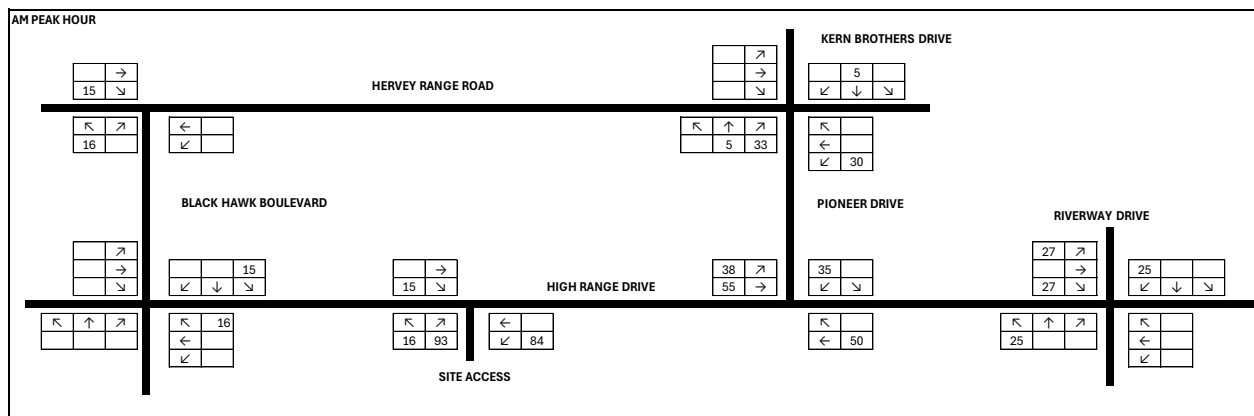 AM PEAK HOUR
KERN BROTHERS DRIVE
↗
→ → 5
15 ↘ HERVEY RANGE ROAD ↘ ↙ ↓ ↘
↖ ↗ ← ↖ ↑ ↗ ↖
16 ↙ 5 33 ←
↙ 30
BLACK HAWK BOULEVARD PIONEER DRIVE
RIVERWAY DRIVE
↗ 27 ↗
→ 15 → 38 ↗ 35 → 25
↘ ↙ ↓ ↘ 15 ↘ HIGH RANGE DRIVE 55 → ↙ ↘ 27 ↘ ↙ ↓ ↘
↖ ↑ ↗ ↖ 16 ↖ ↗ ← ↖ ↖ ↑ ↗ ↖
← 16 93 ↙ 84 ← 50 25 ←
↙ ↙
SITE ACCESS